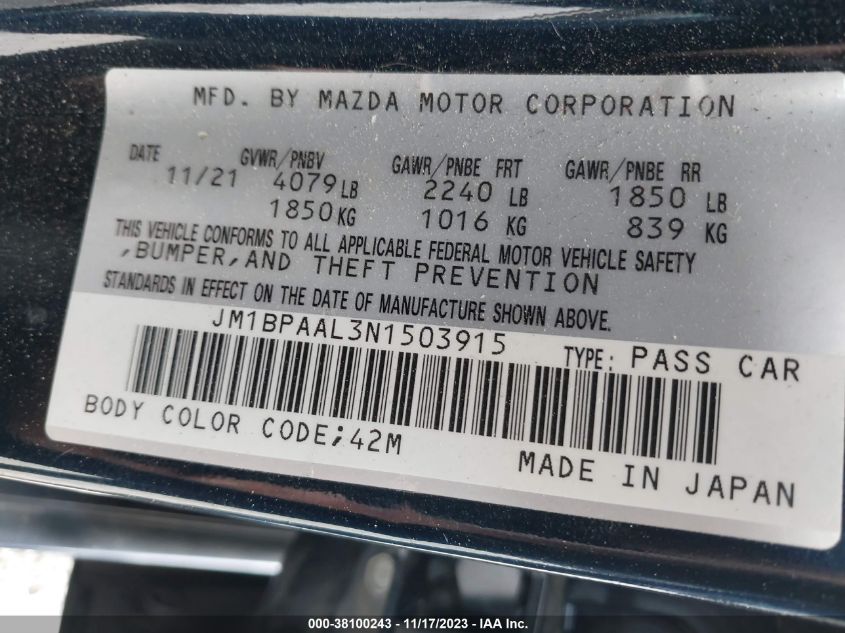 MFD. BY MAZDA MOTOR CORPORATION
DATE GVWR/PNBV GAWR/PNBE FRT GAWR/PNBE RR
11/21 4079 LB 2240 LB 1850 LB
1850 KG 1016 KG 839 KG
THIS VEHICLE CONFORMS TO ALL APPLICABLE FEDERAL MOTOR VEHICLE SAFETY
,BUMPER,AND THEFT PREVENTION
STANDARDS IN EFFECT ON THE DATE OF MANUFACTURE SHOWN ABOVE.
JM1BPAAL3N1503915 TYPE: PASS CAR
BODY COLOR CODE;42M
MADE IN JAPAN
000-38100243 - 11/17/2023 - IAA Inc.